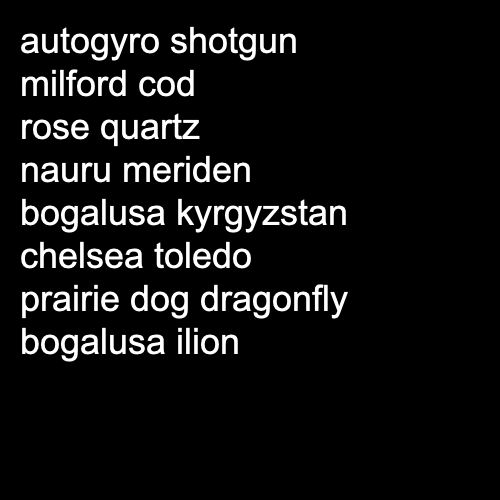 autogyro shotgun
milford cod
rose quartz
nauru meriden
bogalusa kyrgyzstan
chelsea toledo
prairie dog dragonfly
bogalusa ilion